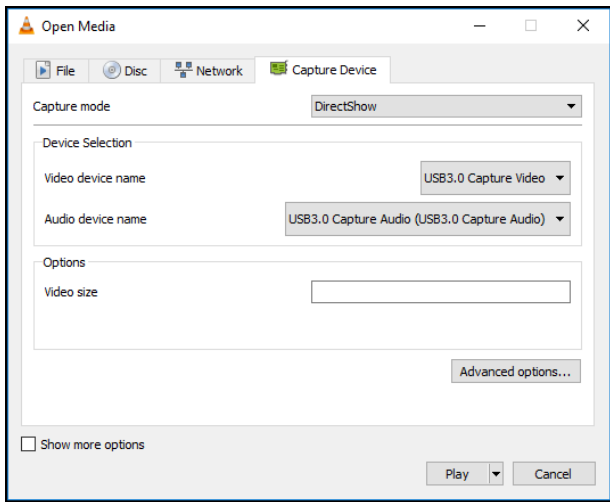 Open Media
File Disc Network Capture Device
Capture mode DirectShow
Device Selection
Video device name USB3.0 Capture Video
Audio device name USB3.0 Capture Audio (USB3.0 Capture Audio)
Options
Video size
Advanced options...
Show more options
Play Cancel